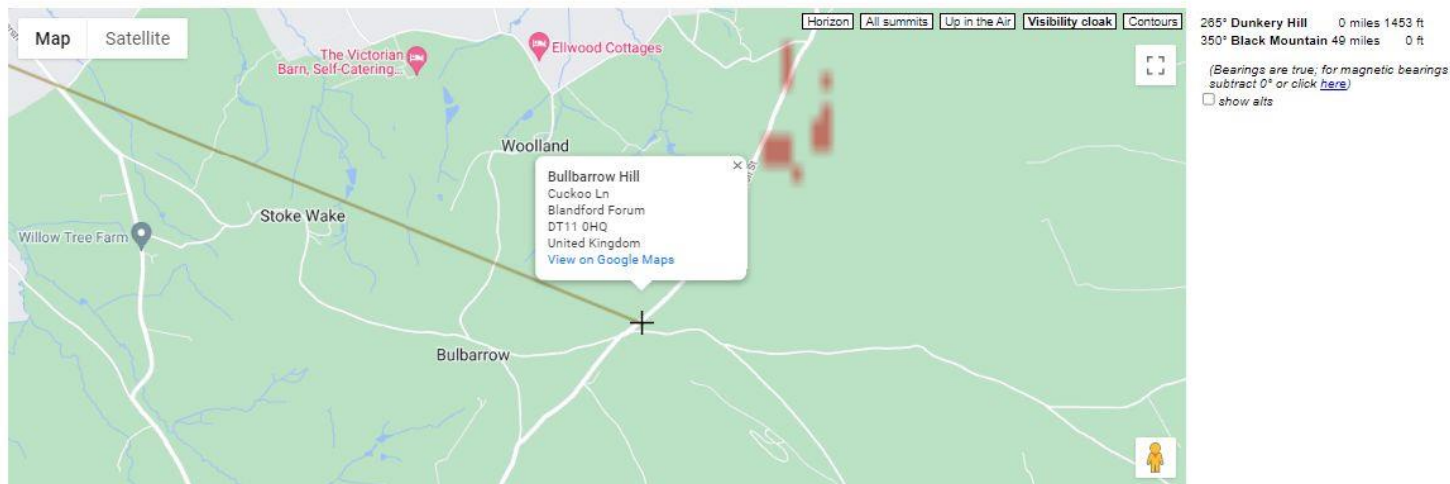 Map Satellite
Horizon All summits Up in the Air Visibility cloak Contours
265° Dunkery Hill 0 miles 1453 ft
350° Black Mountain 49 miles 0 ft
(Bearings are true; for magnetic bearings
subtract 0° or click here)
show alts
The Victorian
Barn, Self-Catering...
Ellwood Cottages
Woolland
Bullbarrow Hill
Cuckoo Ln
Blandford Forum
DT11 0HQ
United Kingdom
View on Google Maps
Stoke Wake
Willow Tree Farm
Bulbarrow